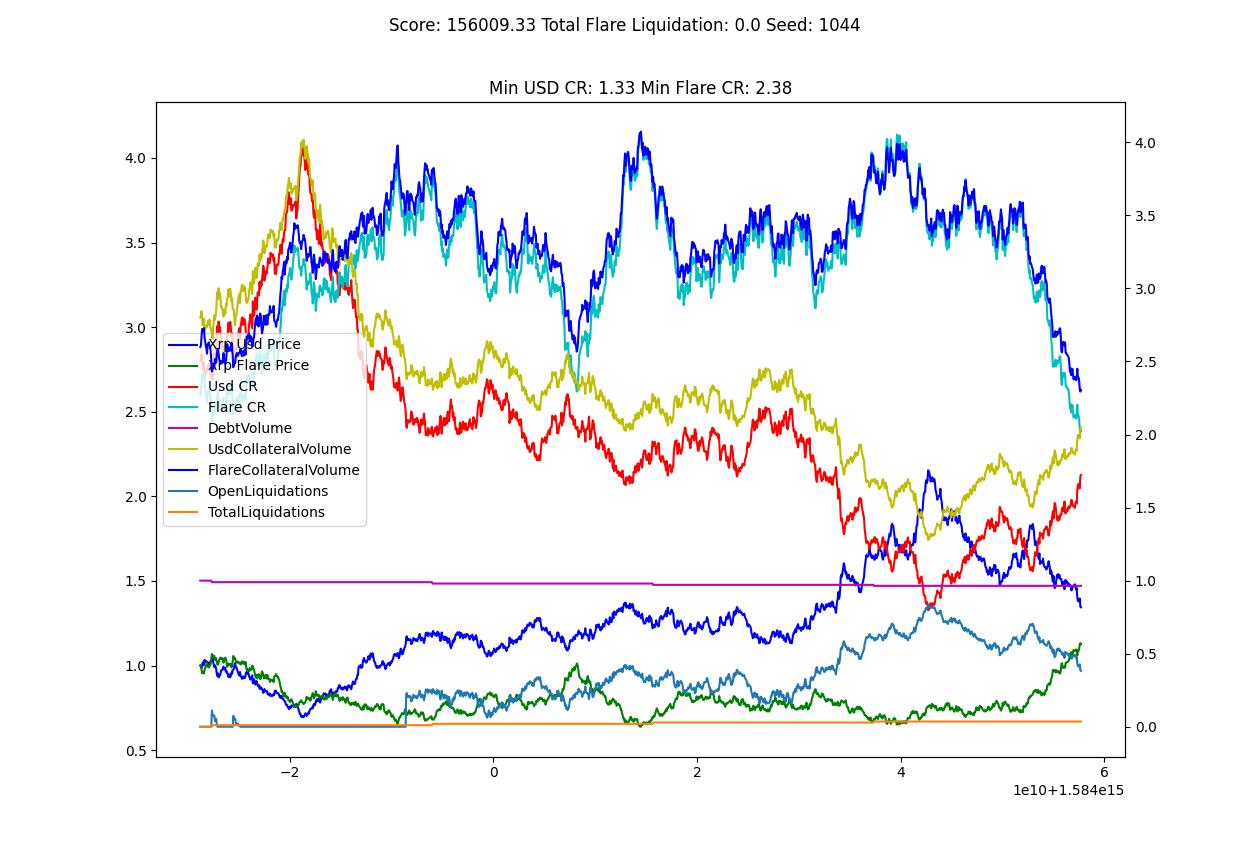 Score: 156009.33 Total Flare Liquidation: 0.0 Seed: 1044
Min USD CR: 1.33 Min Flare CR: 2.38
4.0
3.5
3.0
2.5
2.0
1.5
1.0
0.5
Xrp Usd Price
Xrp Flare Price
Usd CR
Flare CR
DebtVolume
UsdCollateralVolume
FlareCollateralVolume
OpenLiquidations
TotalLiquidations
4.0
3.5
3.0
2.5
2.0
1.5
1.0
0.5
0.0
−2 0 2 4 6
1e10+1.584e15